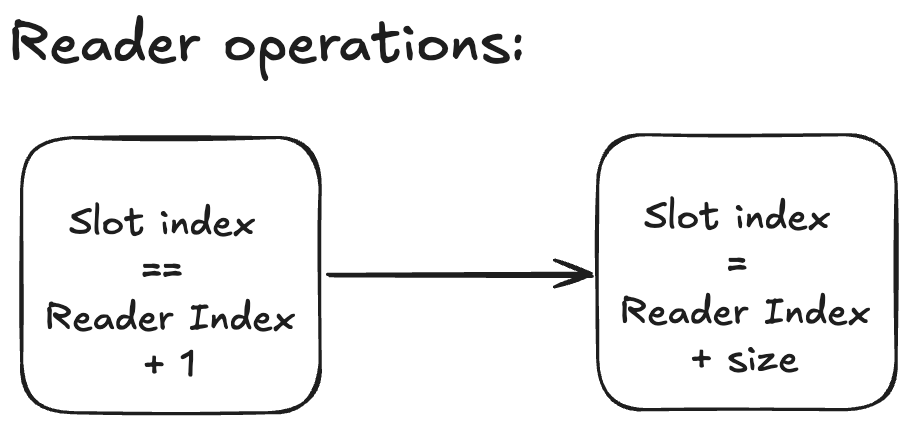 Reader operations:
Slot index
==
Reader Index
+ 1
Slot index
=
Reader Index
+ size